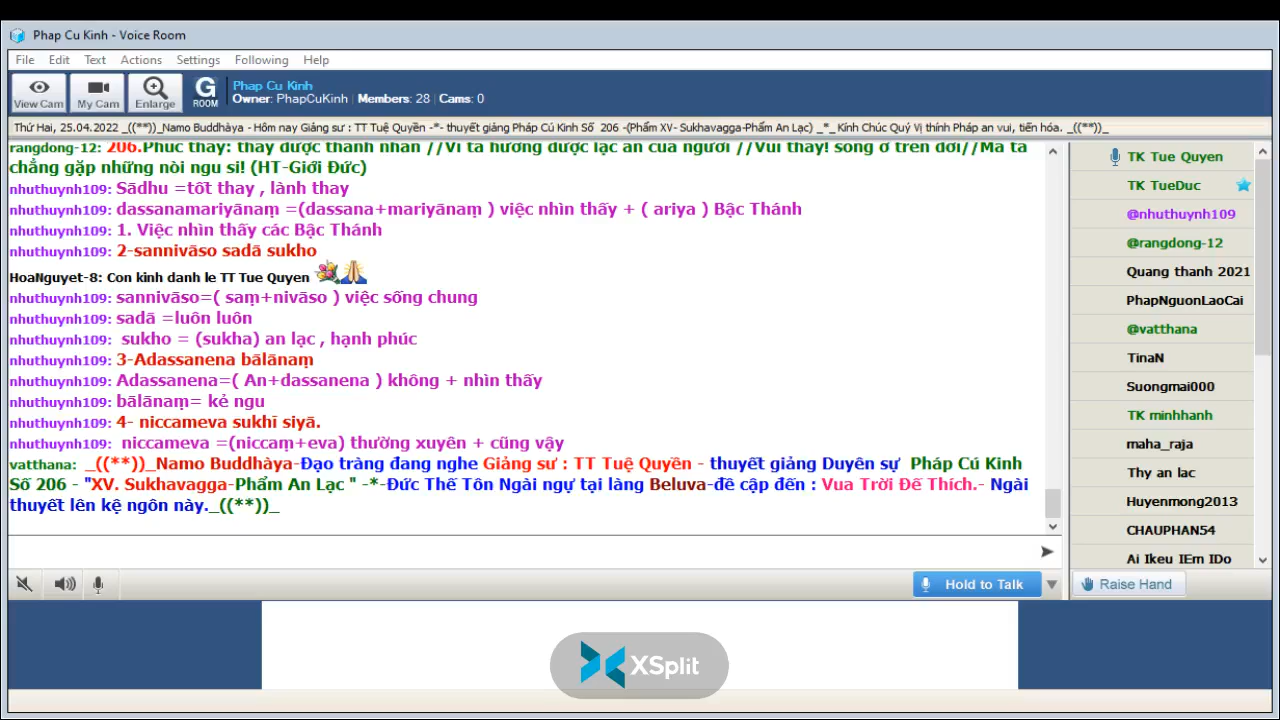 Phap Cu Kinh - Voice Room
File Edit Text Actions Settings Following Help
View Cam My Cam Enlarge G ROOM
Phap Cu Kinh
Owner: PhapCuKinh | Members: 28 | Cams: 0
Thứ Hai, 25.04.2022 _((**))_Namo Buddhàya - Hôm nay Giảng sư : TT Tuệ Quyền -*- thuyết giảng Pháp Cú Kinh Số 206 -(Phẩm XV- Sukhavagga-Phẩm An Lạc) _*_ Kính Chúc Quý Vị thính Pháp an vui, tiến hóa. _((**))_
rangdong-12: 206.Phúc thay: thấy được thánh nhân //Vì ta hưởng được lạc an của người //Vui thay! sống ở trên đời//Mà ta
chẳng gặp những nòi ngu si! (HT-Giới Đức)
nhuthuynh109: Sādhu =tốt thay , lành thay
nhuthuynh109: dassanamariyānaṃ =(dassana+mariyānaṃ ) việc nhìn thấy + ( ariya ) Bậc Thánh
nhuthuynh109: 1. Việc nhìn thấy các Bậc Thánh
nhuthuynh109: 2-sannivāso sadā sukho
HoaNguyet-8: Con kinh danh le TT Tue Quyen
nhuthuynh109: sannivāso=( saṃ+nivāso ) việc sống chung
nhuthuynh109: sadā =luôn luôn
nhuthuynh109: sukho = (sukha) an lạc , hạnh phúc
nhuthuynh109: 3-Adassanena bālānaṃ
nhuthuynh109: Adassanena=( An+dassanena ) không + nhìn thấy
nhuthuynh109: bālānaṃ= kẻ ngu
nhuthuynh109: 4- niccameva sukhī siyā.
nhuthuynh109: niccameva =(niccaṃ+eva) thường xuyên + cũng vậy
vatthana: _((**))_Namo Buddhàya-Đạo tràng đang nghe Giảng sư : TT Tuệ Quyền - thuyết giảng Duyên sự Pháp Cú Kinh
Số 206 - "XV. Sukhavagga-Phẩm An Lạc " -*-Đức Thế Tôn Ngài ngự tại làng Beluva-đề cập đến : Vua Trời Đế Thích.- Ngài
thuyết lên kệ ngôn này._((**))_
TK Tue Quyen
TK TueDuc
@nhuthuynh109
@rangdong-12
Quang thanh 2021
PhapNguonLaoCai
@vatthana
TinaN
Suongmai000
TK minhhanh
maha_raja
Thy an lac
Huyenmong2013
CHAUPHAN54
Ai Ikeu IEm IDo
Hold to Talk
Raise Hand
XSplit